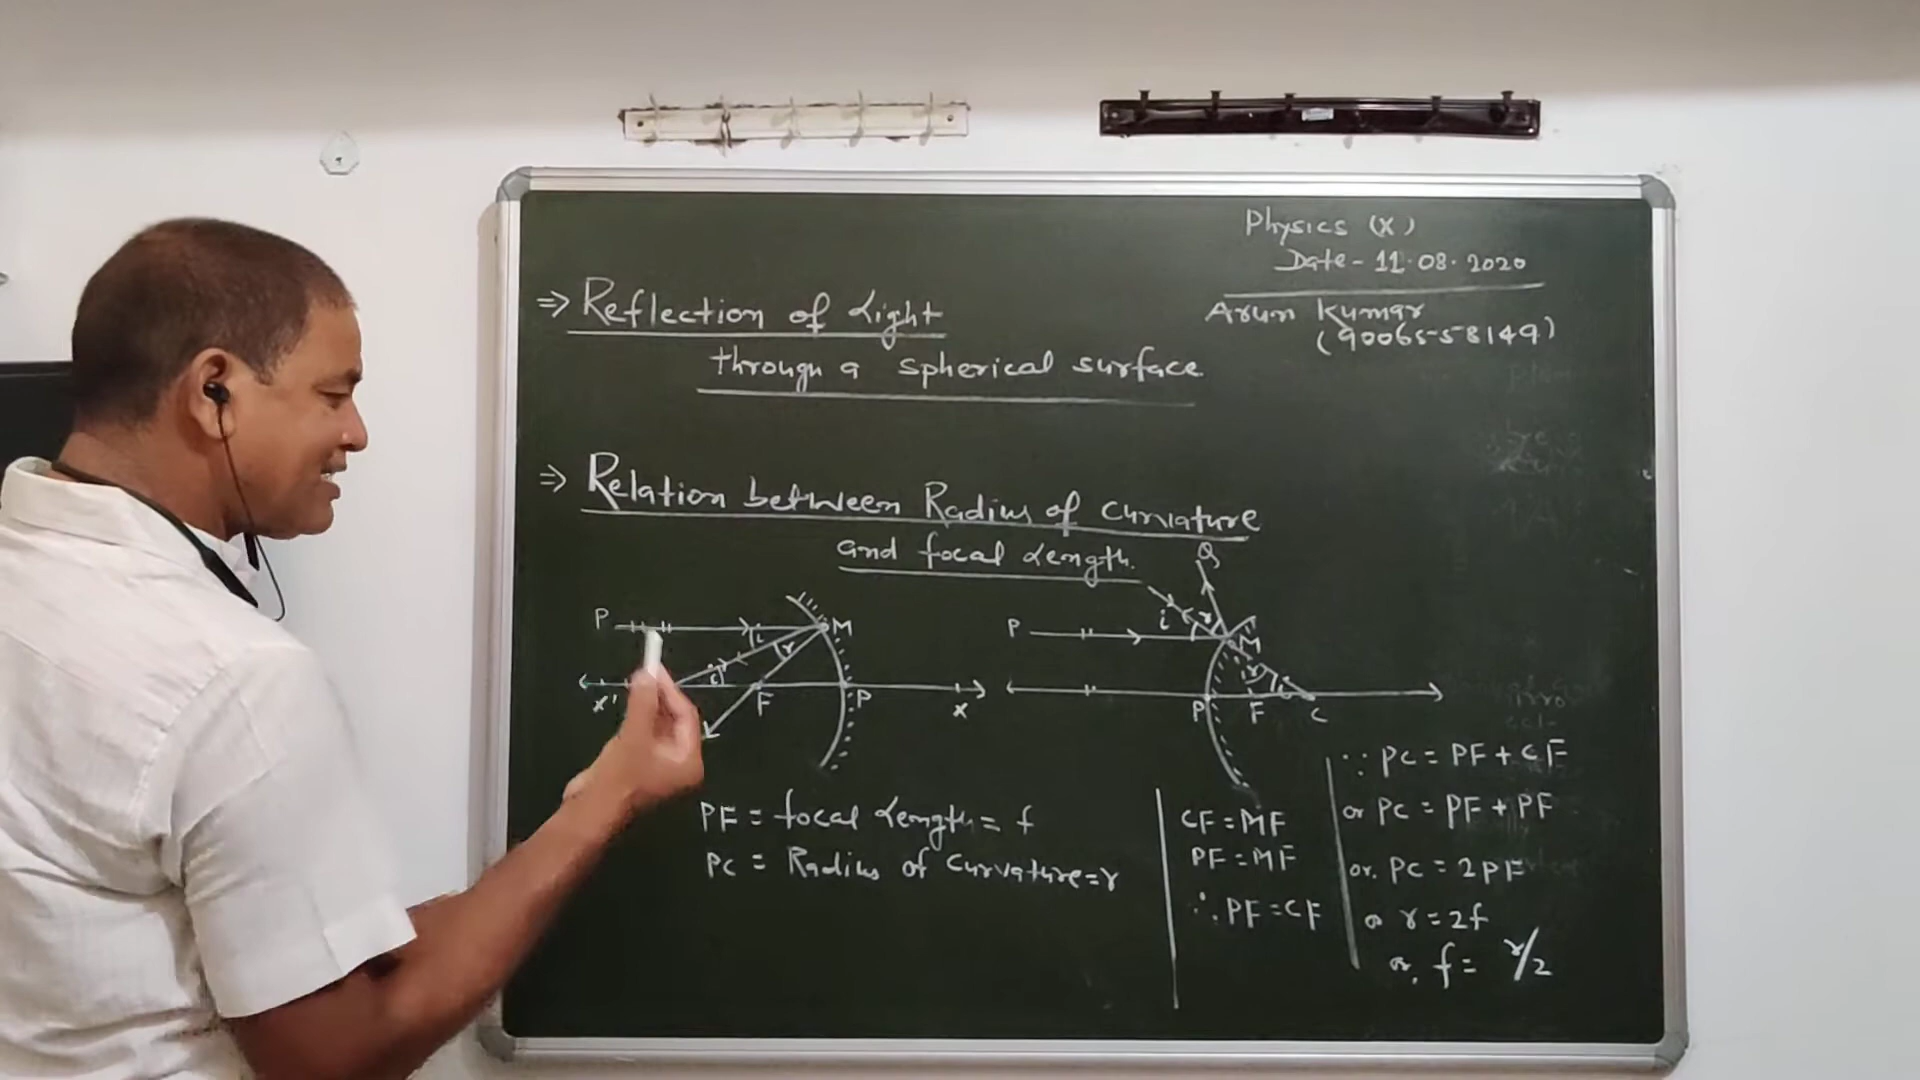 Physics (X)
Date - 11.08.2020
Arun Kumar
(9006558149)
⇒ Reflection of Light
through a spherical surface
⇒ Relation between Radius of curvature
and focal Length.
Q
P M
i r
i
X' F P X
P i r M
r i
P F C
PF = focal Length = f
PC = Radius of Curvature = r
CF = MF
PF = MF
∴ PF = CF
∵ PC = PF + CF
or PC = PF + PF
or, PC = 2PF
or r = 2f
or, f = r/2